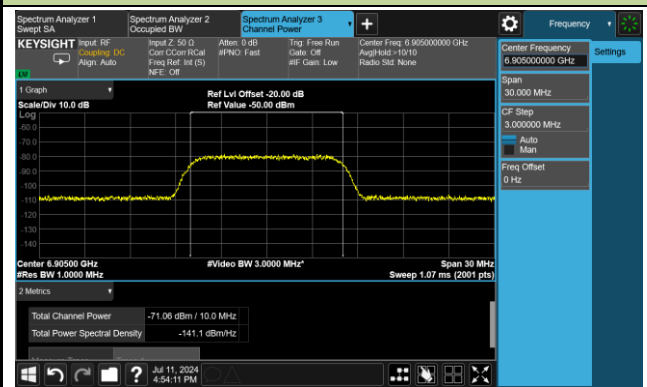 Spectrum Analyzer 1
Swept SA
Spectrum Analyzer 2
Occupied BW
Spectrum Analyzer 3
Channel Power
+
Frequency
KEYSIGHT
Input: RF
Coupling: DC
Align: Auto
Input Z: 50 Ω
Corr CCorr RCal
Freq Ref: Int (S)
NFE: Off
Atten: 0 dB
#PNO: Fast
Trig: Free Run
Gate: Off
#IF Gain: Low
Center Freq: 6.905000000 GHz
Avg|Hold:>10/10
Radio Std: None
Center Frequency
6.905000000 GHz
Settings
Span
30.000 MHz
CF Step
3.000000 MHz
Auto
Man
Freq Offset
0 Hz
1 Graph
Scale/Div 10.0 dB
Ref Lvl Offset -20.00 dB
Ref Value -50.00 dBm
Log
-60.0
-70.0
-80.0
-90.0
-100
-110
-120
-130
-140
Center 6.90500 GHz
#Video BW 3.0000 MHz*
Span 30 MHz
#Res BW 1.0000 MHz
Sweep 1.07 ms (2001 pts)
2 Metrics
Total Channel Power -71.06 dBm / 10.0 MHz
Total Power Spectral Density -141.1 dBm/Hz
?
Jul 11, 2024
4:54:11 PM